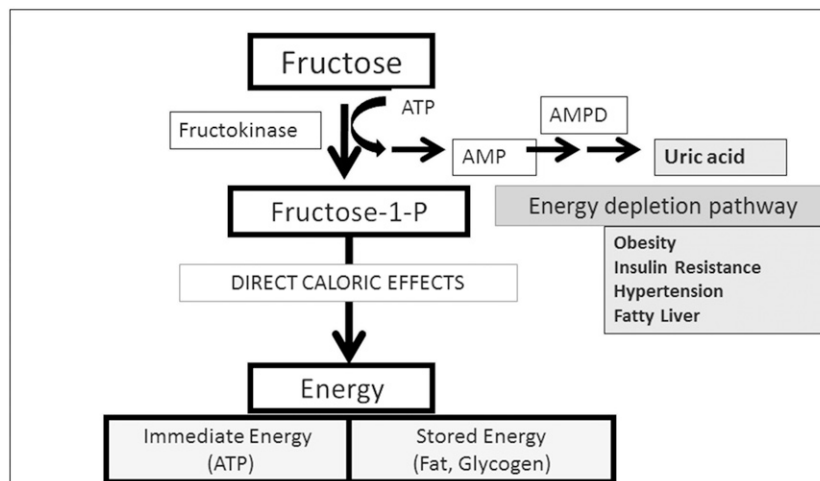 Fructose
ATP
AMPD
Fructokinase
AMP
Uric acid
Fructose-1-P
Energy depletion pathway
Obesity
Insulin Resistance
Hypertension
Fatty Liver
DIRECT CALORIC EFFECTS
Energy
Immediate Energy
(ATP)
Stored Energy
(Fat, Glycogen)